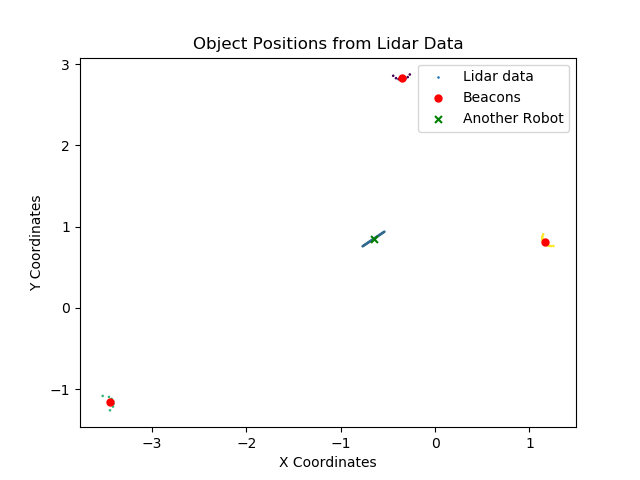 Object Positions from Lidar Data
Lidar data
Beacons
Another Robot
3
2
1
0
−1
Y Coordinates
−3
−2
−1
0
1
X Coordinates